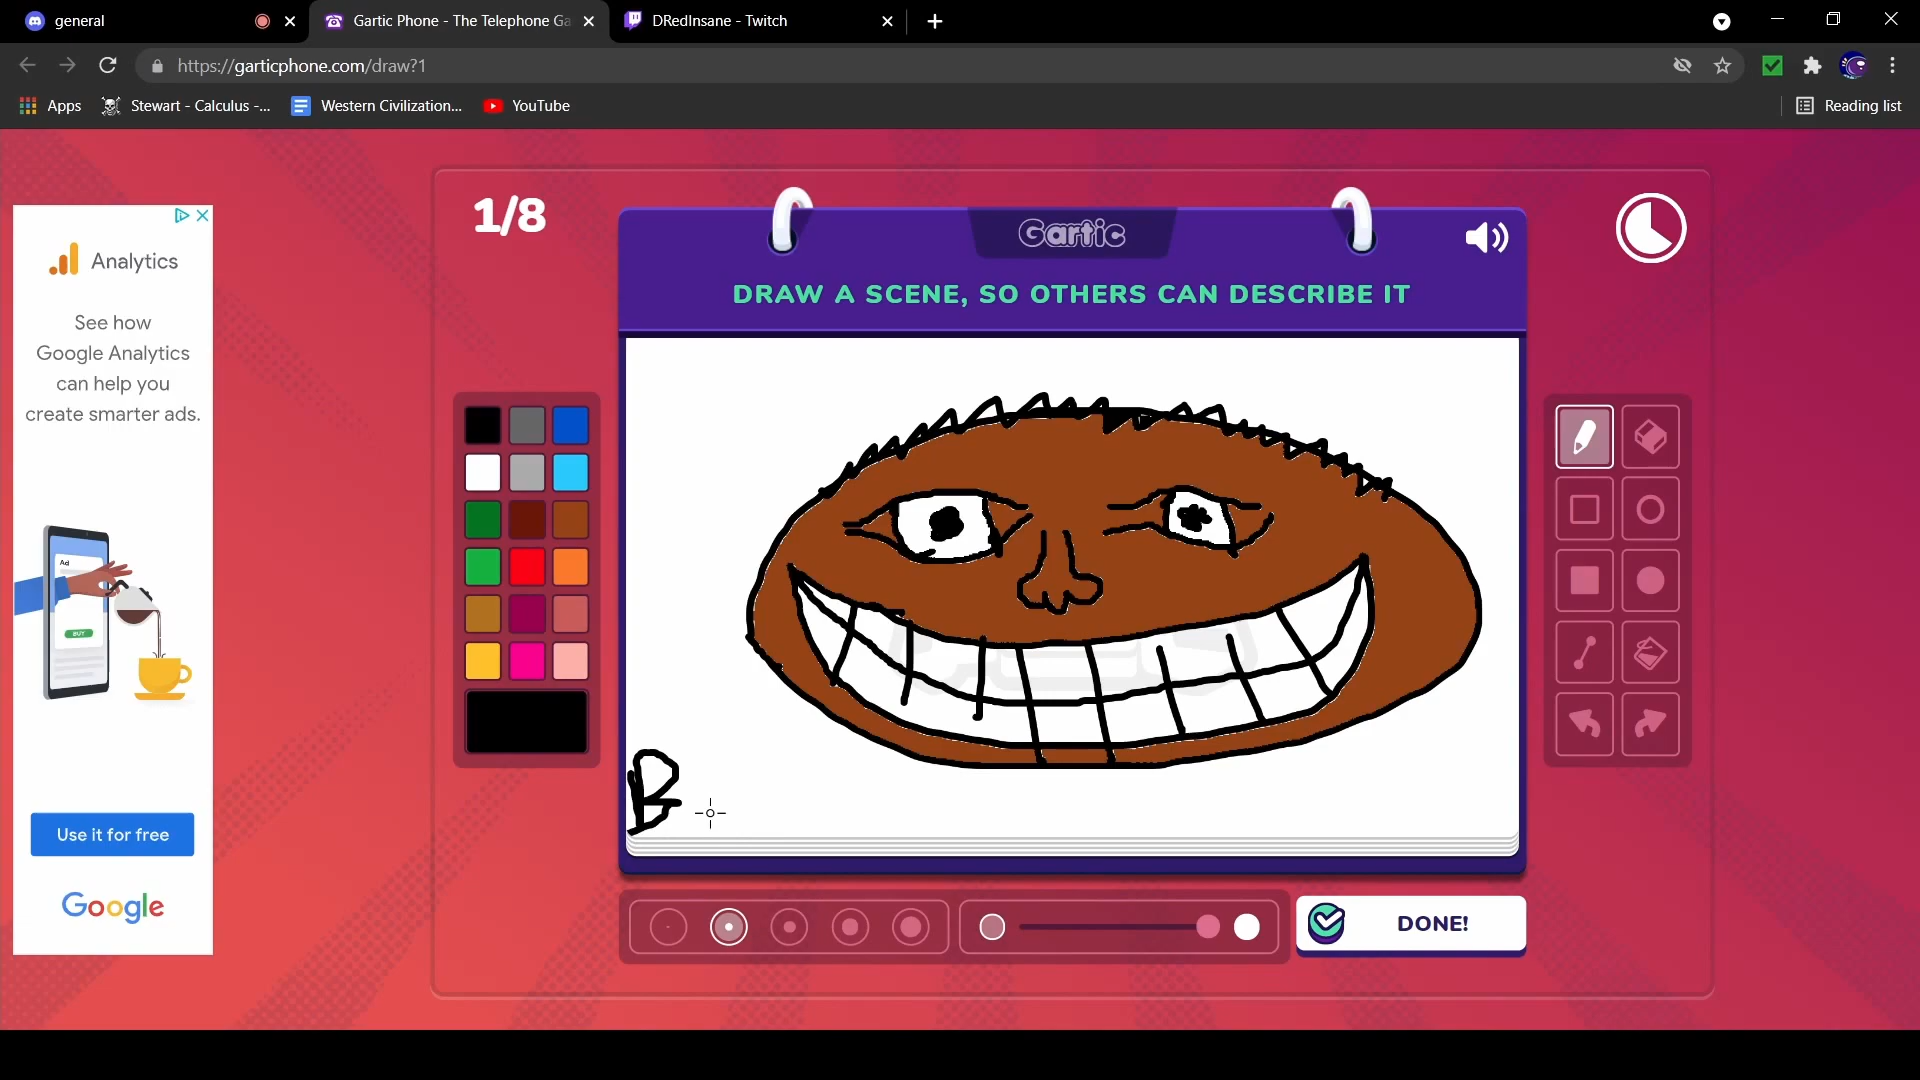 general
Gartic Phone - The Telephone Ga
DRedInsane - Twitch
https://garticphone.com/draw?1
Apps
Stewart - Calculus -...
Western Civilization...
YouTube
Reading list
1/8
Gartic
DRAW A SCENE, SO OTHERS CAN DESCRIBE IT
Analytics
See how
Google Analytics
can help you
create smarter ads.
Ad
BUY
Use it for free
Google
B
DONE!